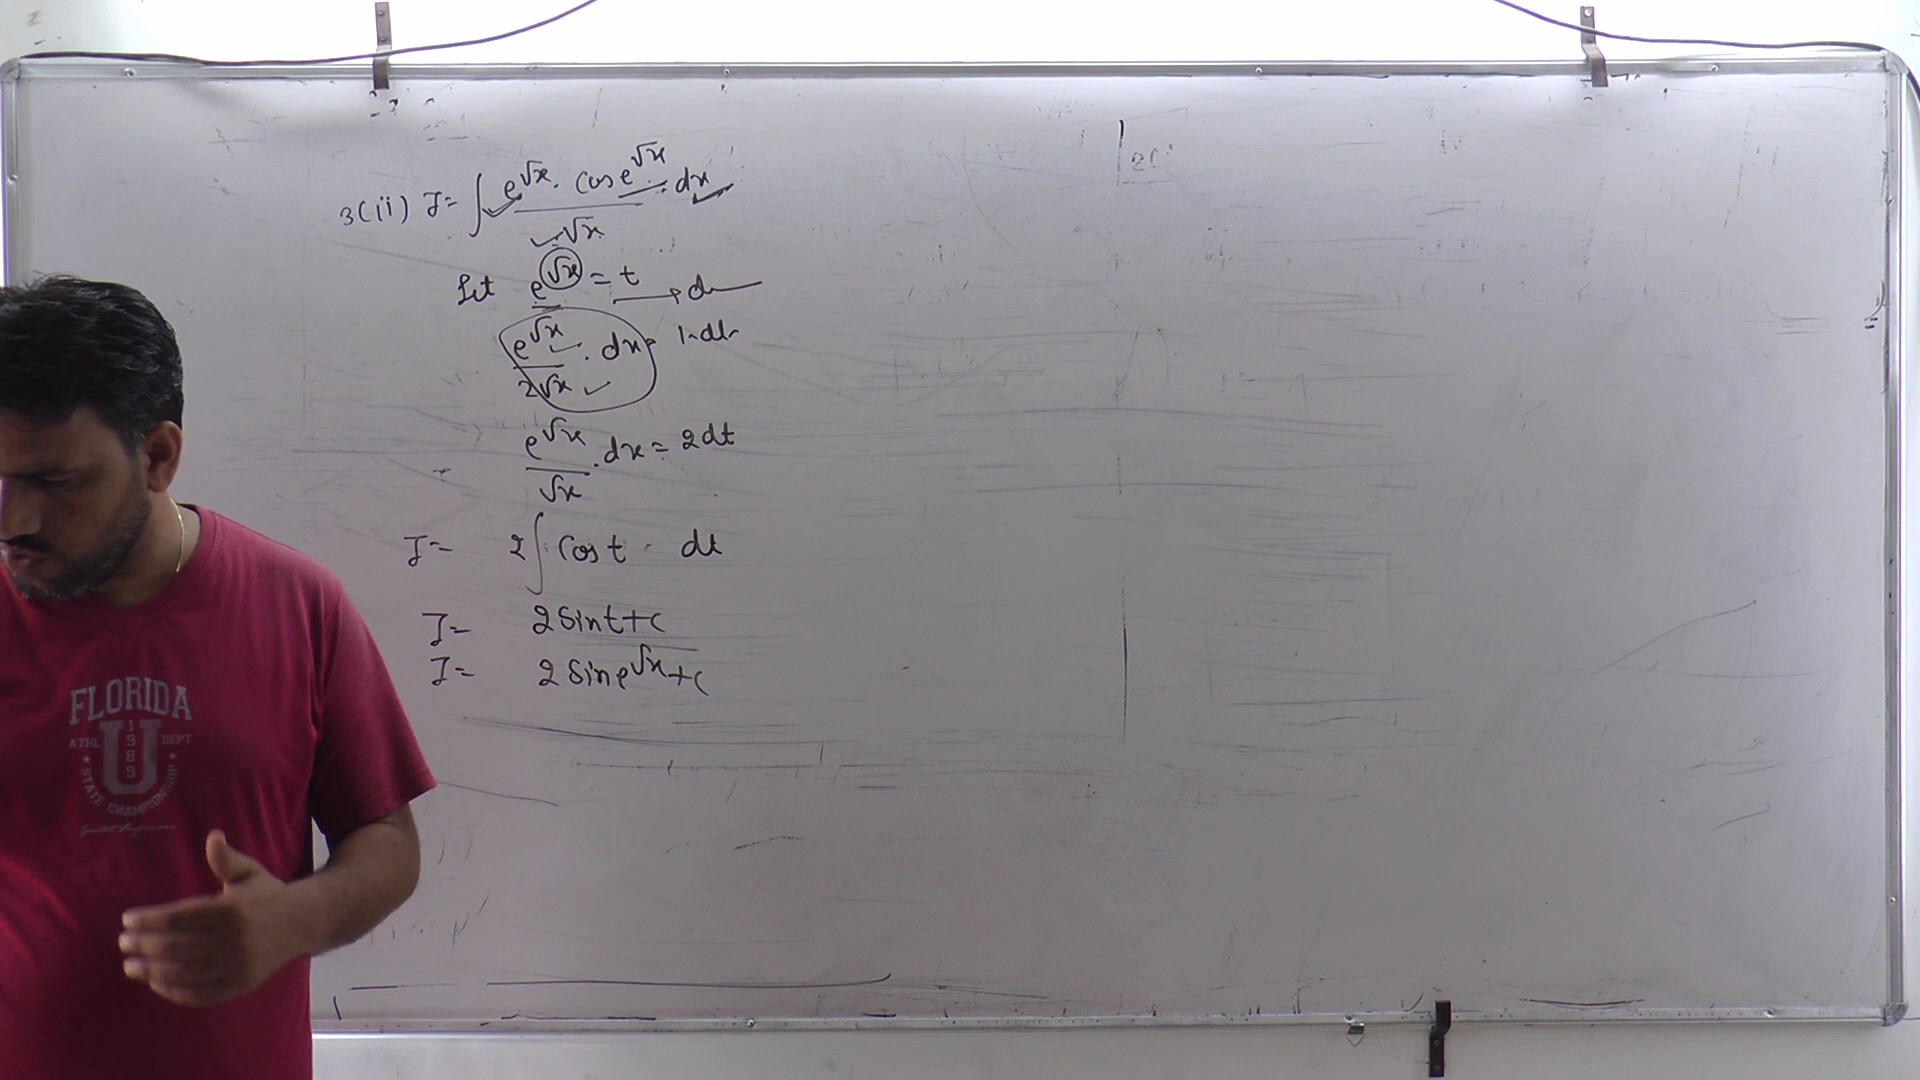 3(ii) I = ∫ e^√x . cos e^√x / √x . dx
Let e^√x = t
e^√x / 2√x . dx = 1.dt
e^√x / √x . dx = 2dt
I = 2 ∫ cos t . dt
I = 2 sin t + c
I = 2 sin e^√x + c
FLORIDA
U
1989
ATHL DEPT
STATE CHAMPIONSHIP